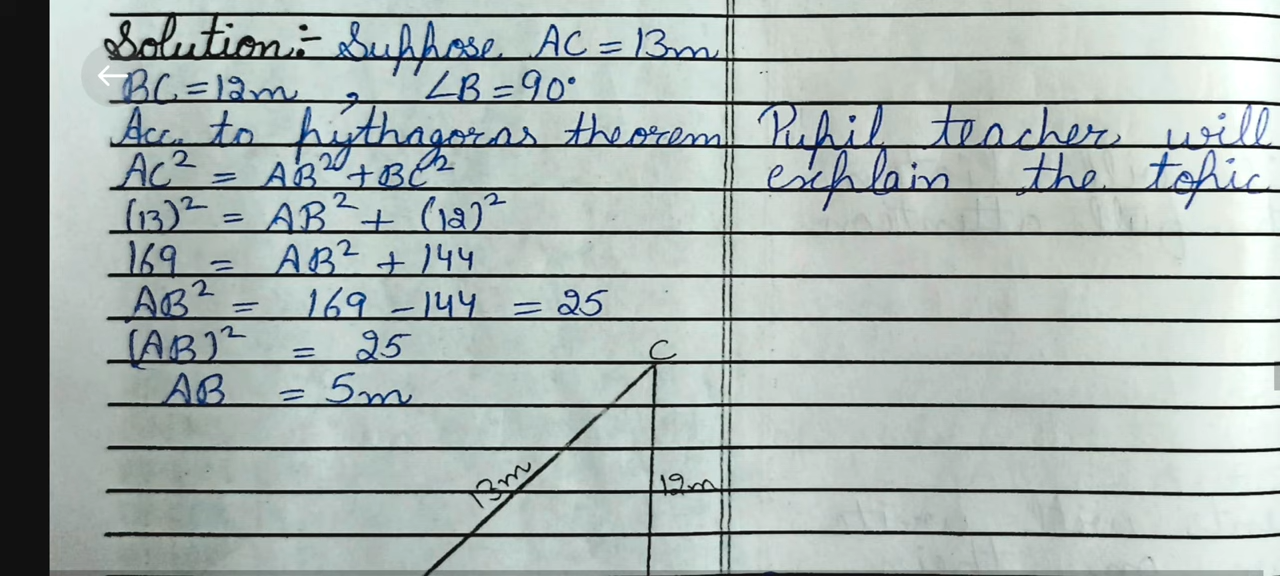 Solution:- Suppose AC = 13m
BC = 12m , ∠B = 90°
Acc. to pythagoras theorem
AC² = AB² + BC²
(13)² = AB² + (12)²
169 = AB² + 144
AB² = 169 - 144 = 25
(AB)² = 25
AB = 5m
C
13m
12m
Pupil teacher will
explain the topic